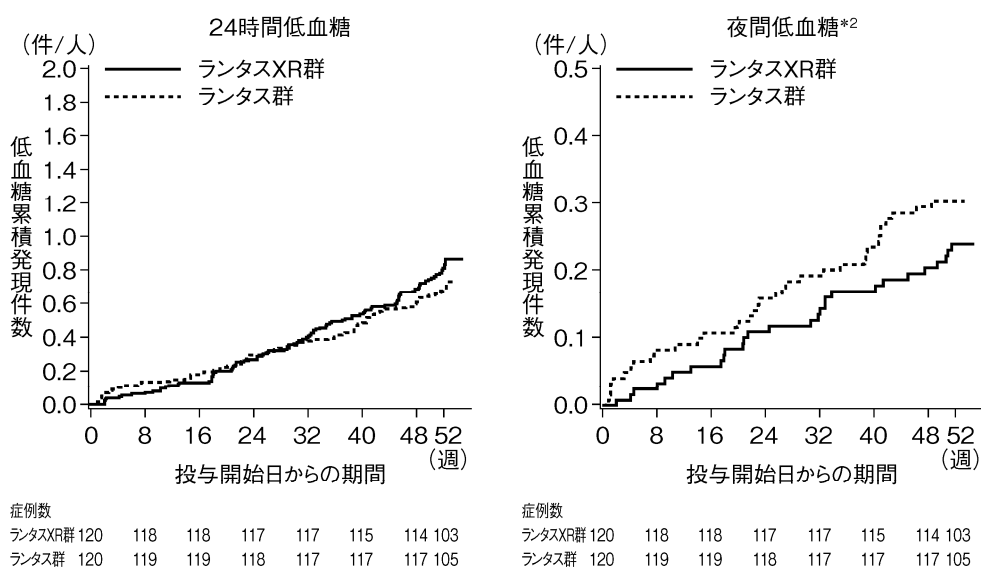 24時間低血糖
(件/人)
2.0
1.8
1.6
1.4
1.2
1.0
0.8
0.6
0.4
0.2
0.0
低血糖累積発現件数
ランタスXR群
ランタス群
0 8 16 24 32 40 48 52
(週)
投与開始日からの期間
症例数
ランタスXR群 120 118 118 117 117 115 114 103
ランタス群 120 119 119 118 117 117 117 105
夜間低血糖*2
(件/人)
0.5
0.4
0.3
0.2
0.1
0.0
低血糖累積発現件数
ランタスXR群
ランタス群
0 8 16 24 32 40 48 52
(週)
投与開始日からの期間
症例数
ランタスXR群 120 118 118 117 117 115 114 103
ランタス群 120 119 119 118 117 117 117 105